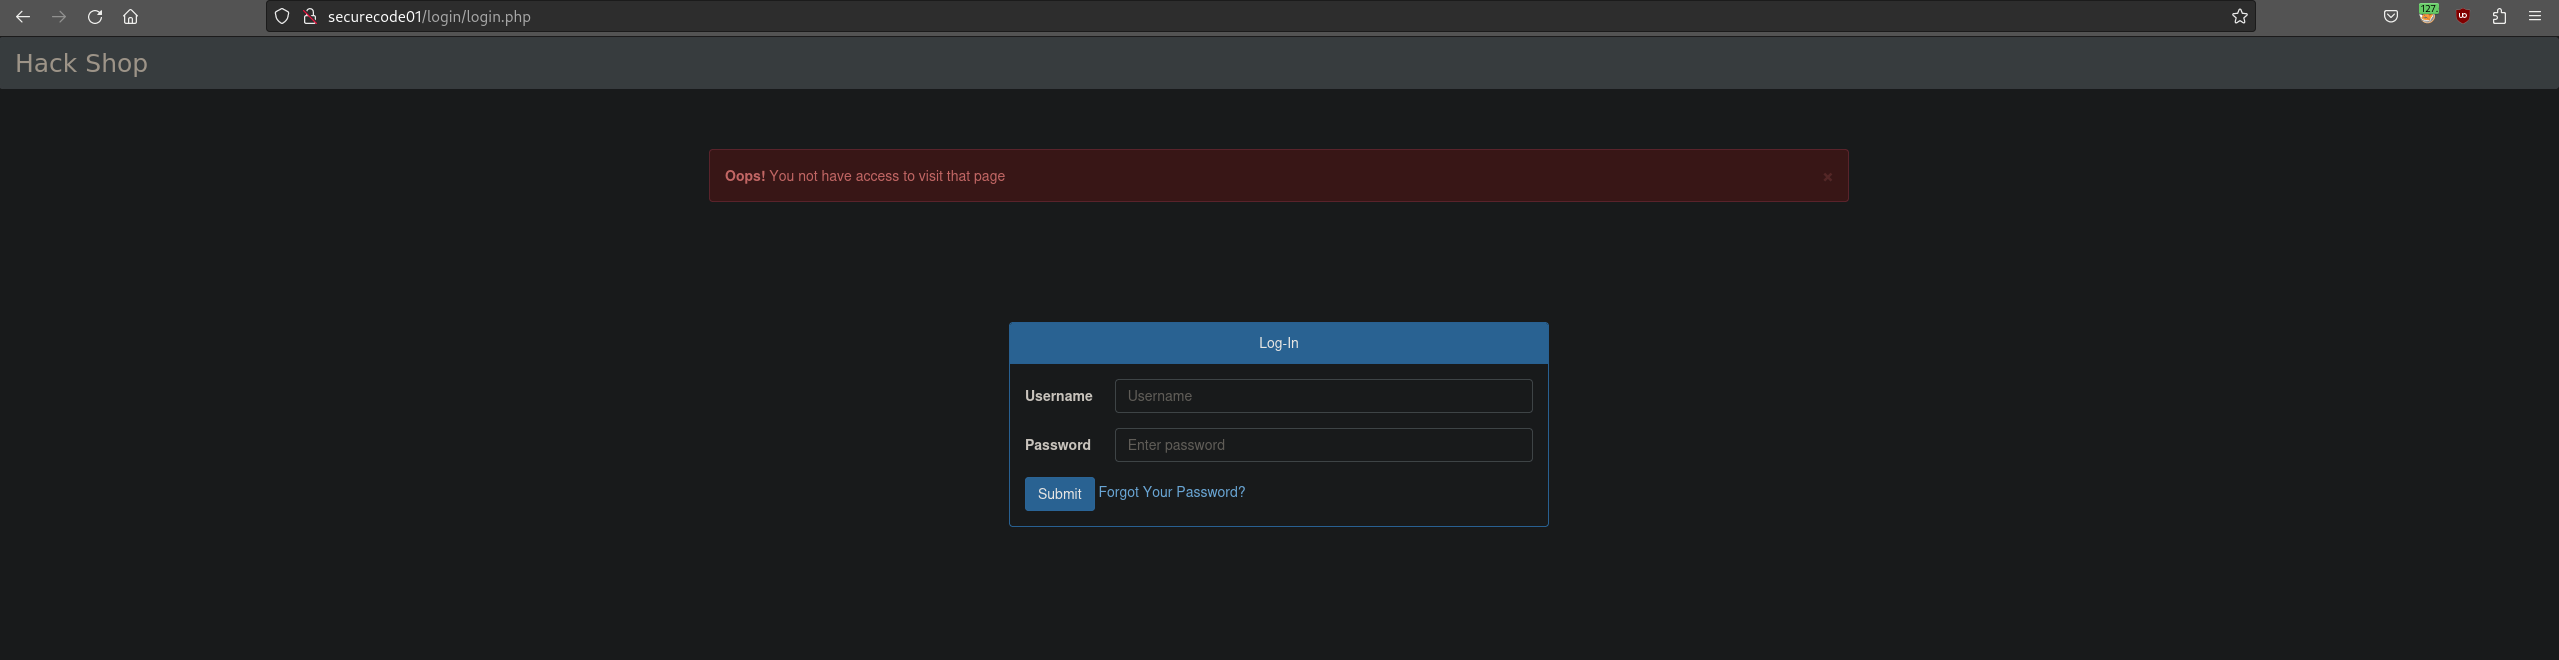 securecode01/login/login.php
127.
Hack Shop
Oops! You not have access to visit that page ×
Log-In
Username Username
Password Enter password
Submit Forgot Your Password?